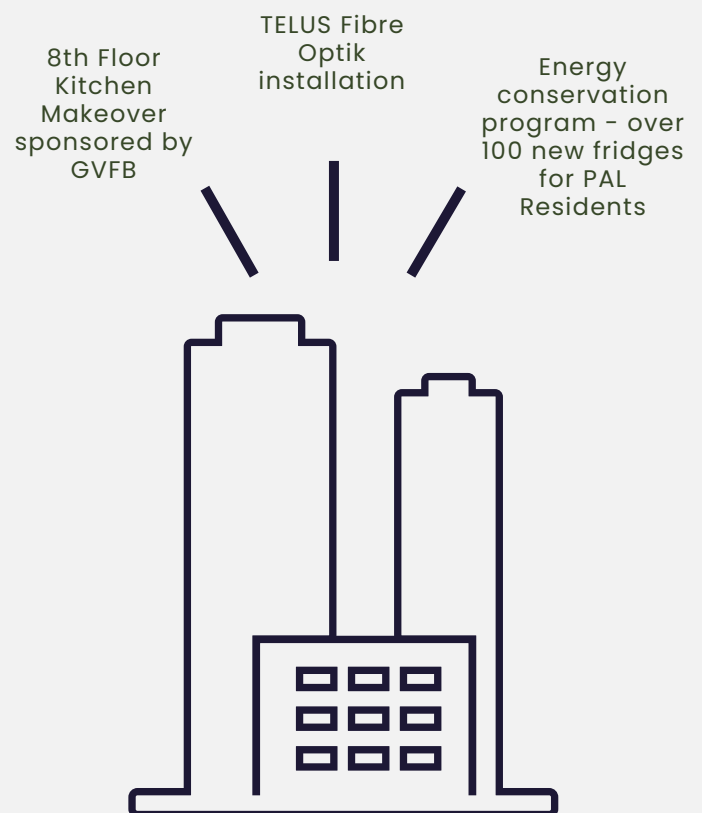 8th Floor
Kitchen
Makeover
sponsored by
GVFB
TELUS Fibre
Optik
installation
Energy
conservation
program - over
100 new fridges
for PAL
Residents